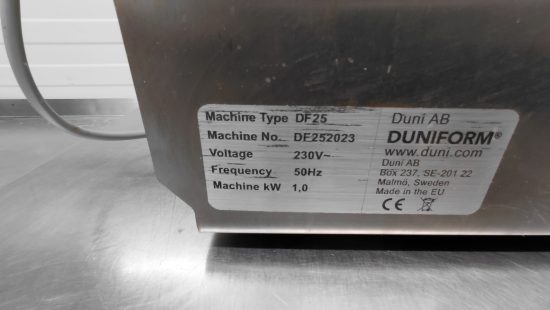 Machine Type DF25
Machine No. DF252023
Voltage 230V~
Frequency 50Hz
Machine kW 1,0
Duni AB
DUNIFORM®
www.duni.com
Duni AB
Box 237, SE-201 22
Malmö, Sweden
Made in the EU
CE